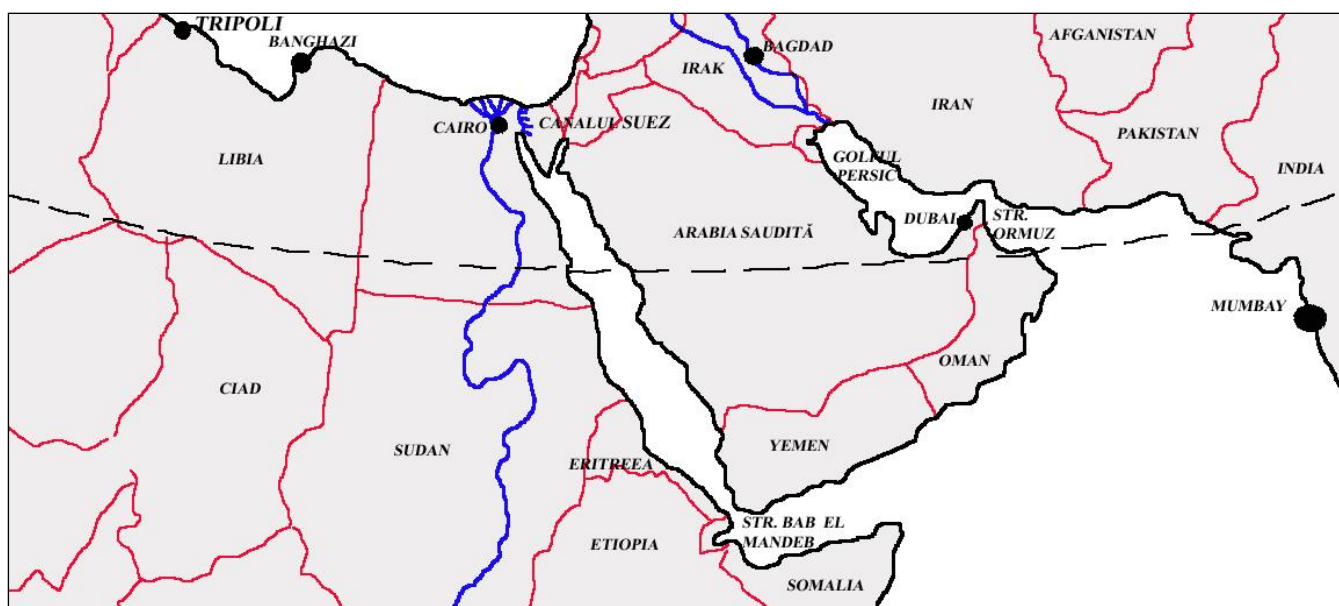 TRIPOLI
BANGHAZI
BAGDAD
AFGANISTAN
IRAK
IRAN
CAIRO
CANALUL SUEZ
PAKISTAN
LIBIA
GOLFUL
PERSIC
INDIA
DUBAI
STR.
ORMUZ
ARABIA SAUDITĂ
MUMBAY
OMAN
CIAD
SUDAN
YEMEN
ERITREEA
STR. BAB EL
MANDEB
ETIOPIA
SOMALIA